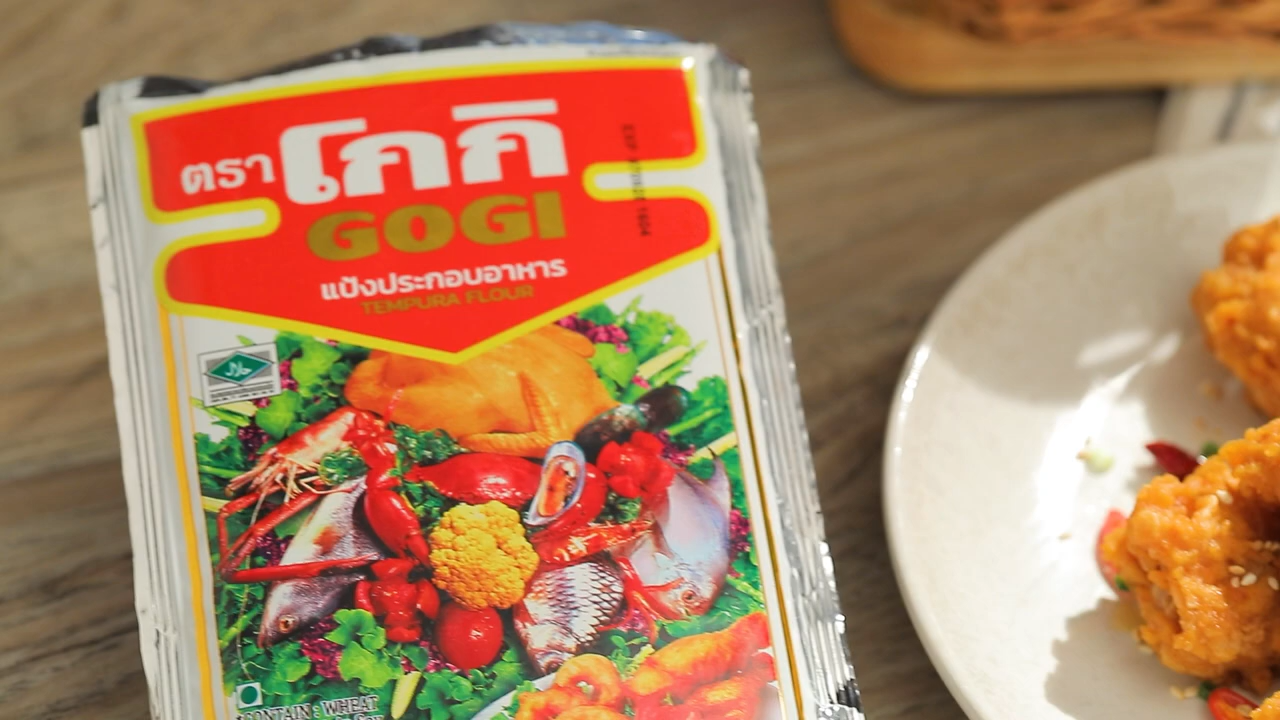 ตรา โกกิ
GOGI
แป้งประกอบอาหาร
TEMPURA FLOUR
حلال
CONTAIN : WHEAT